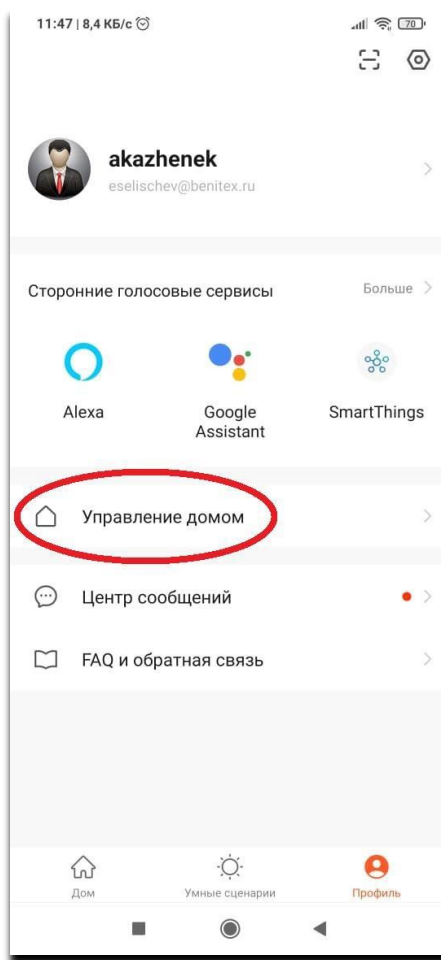 11:47 | 8,4 КБ/с
70
akazhenek
eselischev@benitex.ru
Сторонние голосовые сервисы
Больше
Alexa
Google
Assistant
SmartThings
Управление домом
Центр сообщений
FAQ и обратная связь
Дом
Умные сценарии
Профиль